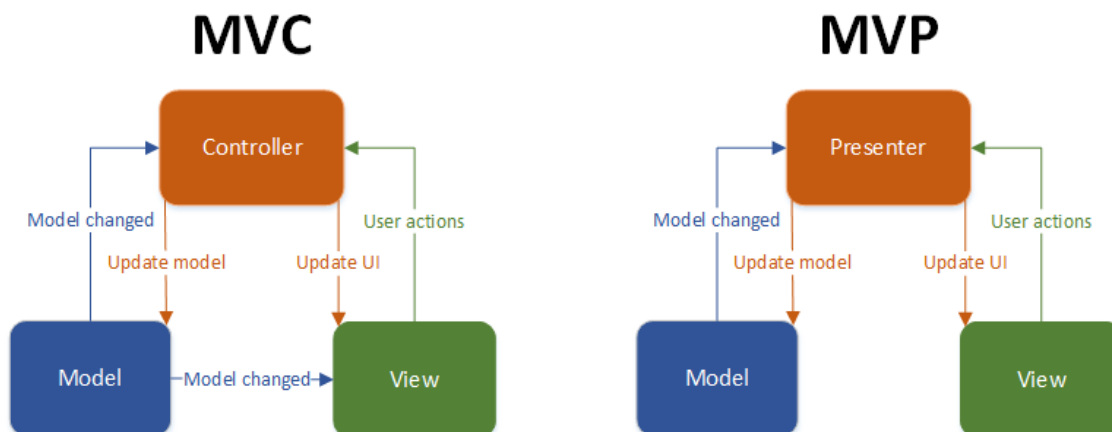 MVC
MVP
Controller
Presenter
Model changed
User actions
Model changed
User actions
Update model
Update UI
Update model
Update UI
Model
Model changed
View
Model
View